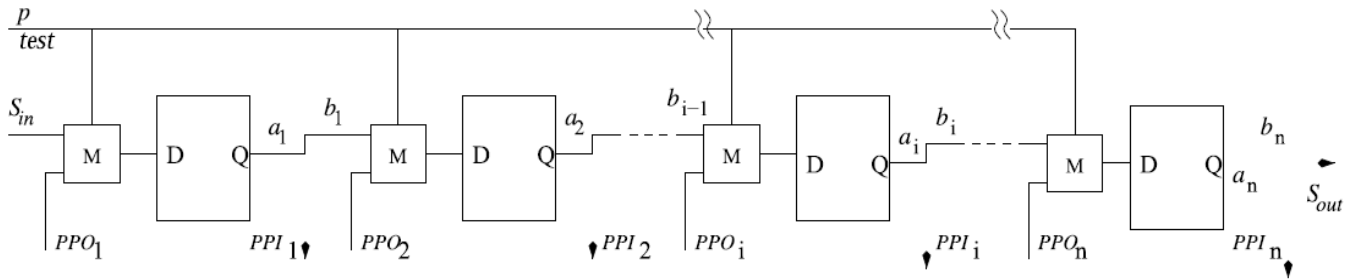 p
test
S_in
M
D Q
a_1
b_1
M
D Q
a_2
b_{i-1}
M
D Q
a_i
b_i
M
D Q
a_n
b_n
S_out
PPO_1
PPI_1
PPO_2
PPI_2
PPO_i
PPI_i
PPO_n
PPI_n